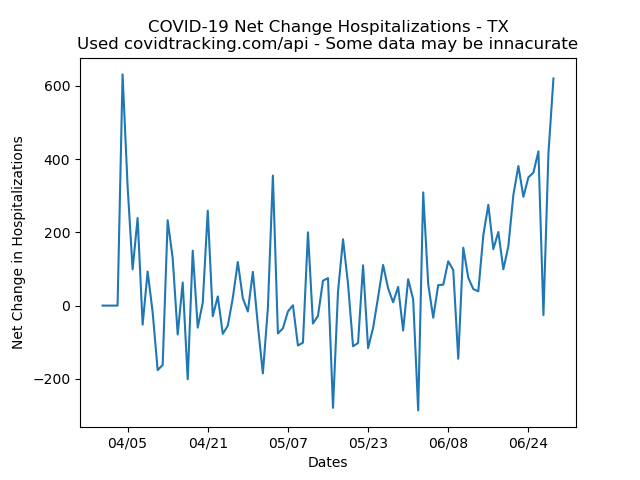 COVID-19 Net Change Hospitalizations - TX
Used covidtracking.com/api - Some data may be innacurate
Net Change in Hospitalizations
600
400
200
0
−200
04/05 04/21 05/07 05/23 06/08 06/24
Dates